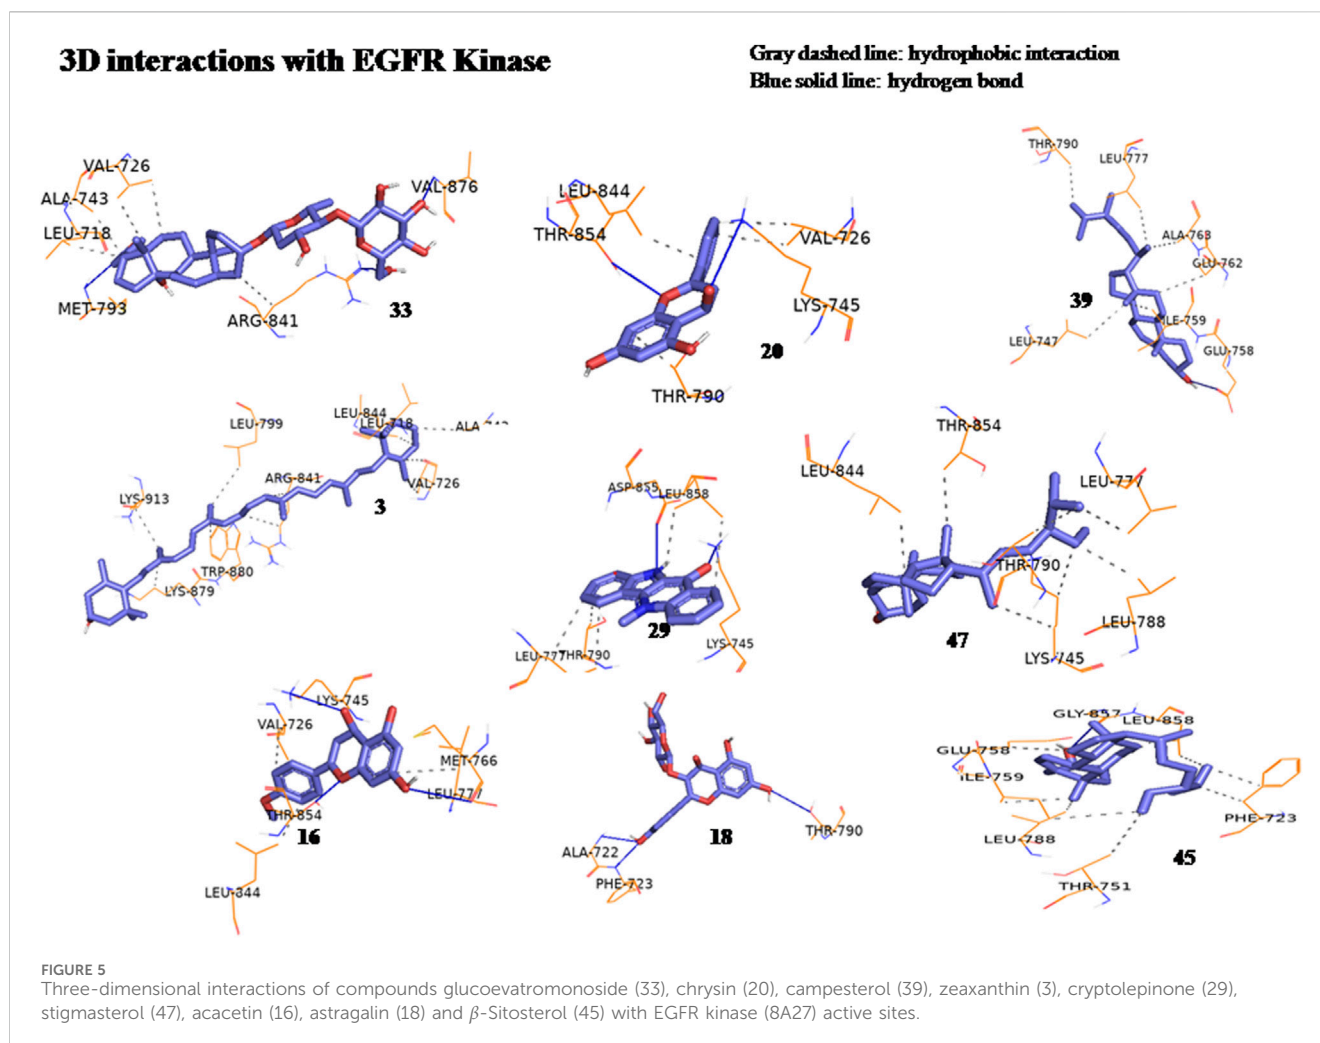 3D interactions with EGFR Kinase
Gray dashed line: hydrophobic interaction
Blue solid line: hydrogen bond
VAL-726
ALA-743
LEU-718
MET-793
ARG-841
VAL-876
33
LEU-844
THR-854
VAL-726
LYS-745
20
THR-790
THR-790
LEU-777
ALA-763
GLU-762
39
ILE-759
LEU-747
GLU-758
LEU-799
LEU-844
LEU-718
ALA
ARG-841
VAL-726
LYS-913
3
TRP-880
LYS-879
ASP-855
LEU-858
29
LEU-777
THR-790
LYS-745
THR-854
LEU-844
LEU-777
THR-790
LEU-788
47
LYS-745
LYS-745
VAL-726
MET-766
LEU-777
THR-854
16
LEU-844
18
THR-790
ALA-722
PHE-723
GLY-857
LEU-858
GLU-758
ILE-759
PHE-723
LEU-788
45
THR-751
FIGURE 5
Three-dimensional interactions of compounds glucoevatromonoside (33), chrysin (20), campesterol (39), zeaxanthin (3), cryptolepinone (29),
stigmasterol (47), acacetin (16), astragalin (18) and β-Sitosterol (45) with EGFR kinase (8A27) active sites.